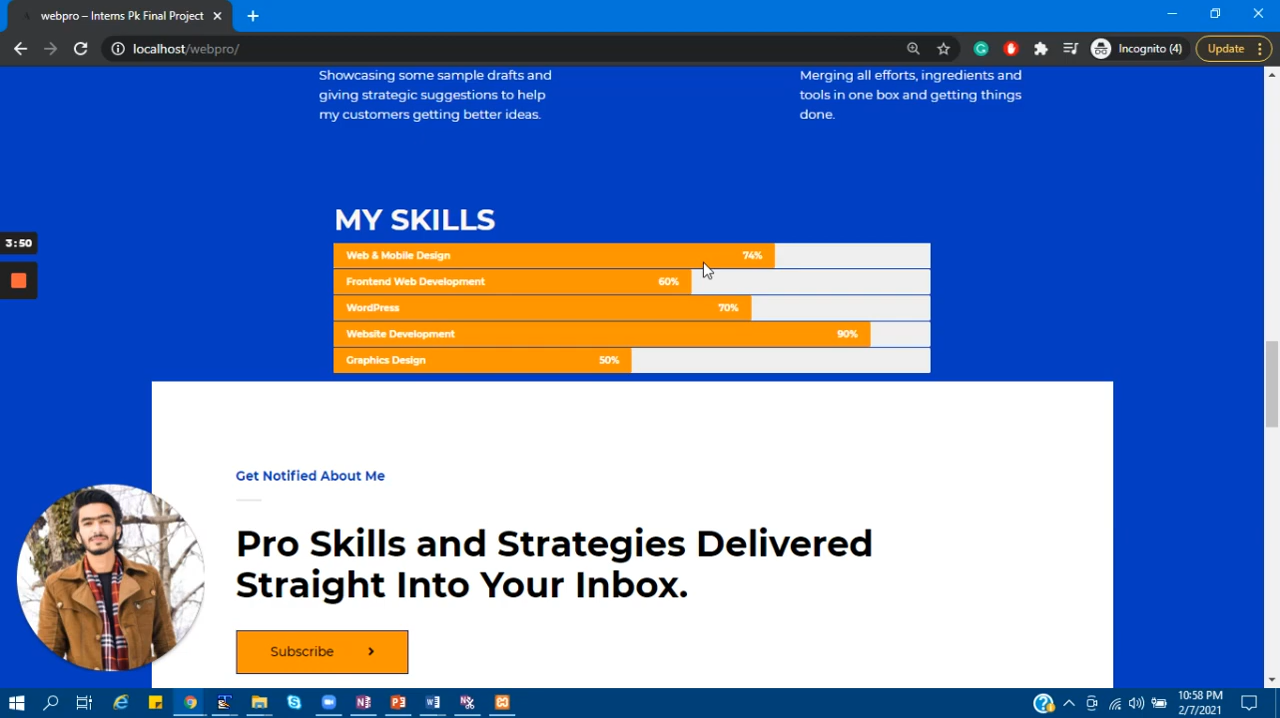 webpro – Interns Pk Final Project
localhost/webpro/
Incognito (4)
Update
Showcasing some sample drafts and
giving strategic suggestions to help
my customers getting better ideas.
Merging all efforts, ingredients and
tools in one box and getting things
done.
MY SKILLS
3:50
Web & Mobile Design 74%
Frontend Web Development 60%
WordPress 70%
Website Development 90%
Graphics Design 50%
Get Notified About Me
Pro Skills and Strategies Delivered
Straight Into Your Inbox.
Subscribe
10:58 PM
2/7/2021